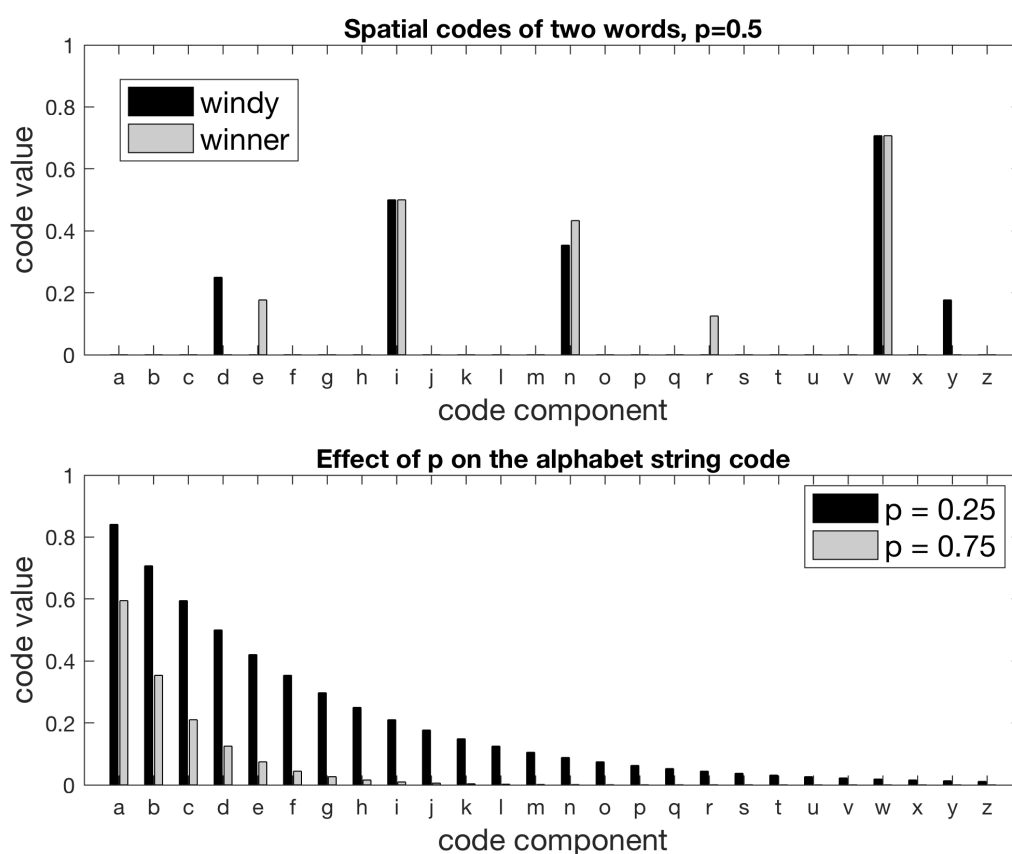 Spatial codes of two words, p=0.5
1
0.8
0.6
0.4
0.2
0
code value
windy
winner
a b c d e f g h i j k l m n o p q r s t u v w x y z
code component
Effect of p on the alphabet string code
1
0.8
0.6
0.4
0.2
0
code value
p = 0.25
p = 0.75
a b c d e f g h i j k l m n o p q r s t u v w x y z
code component